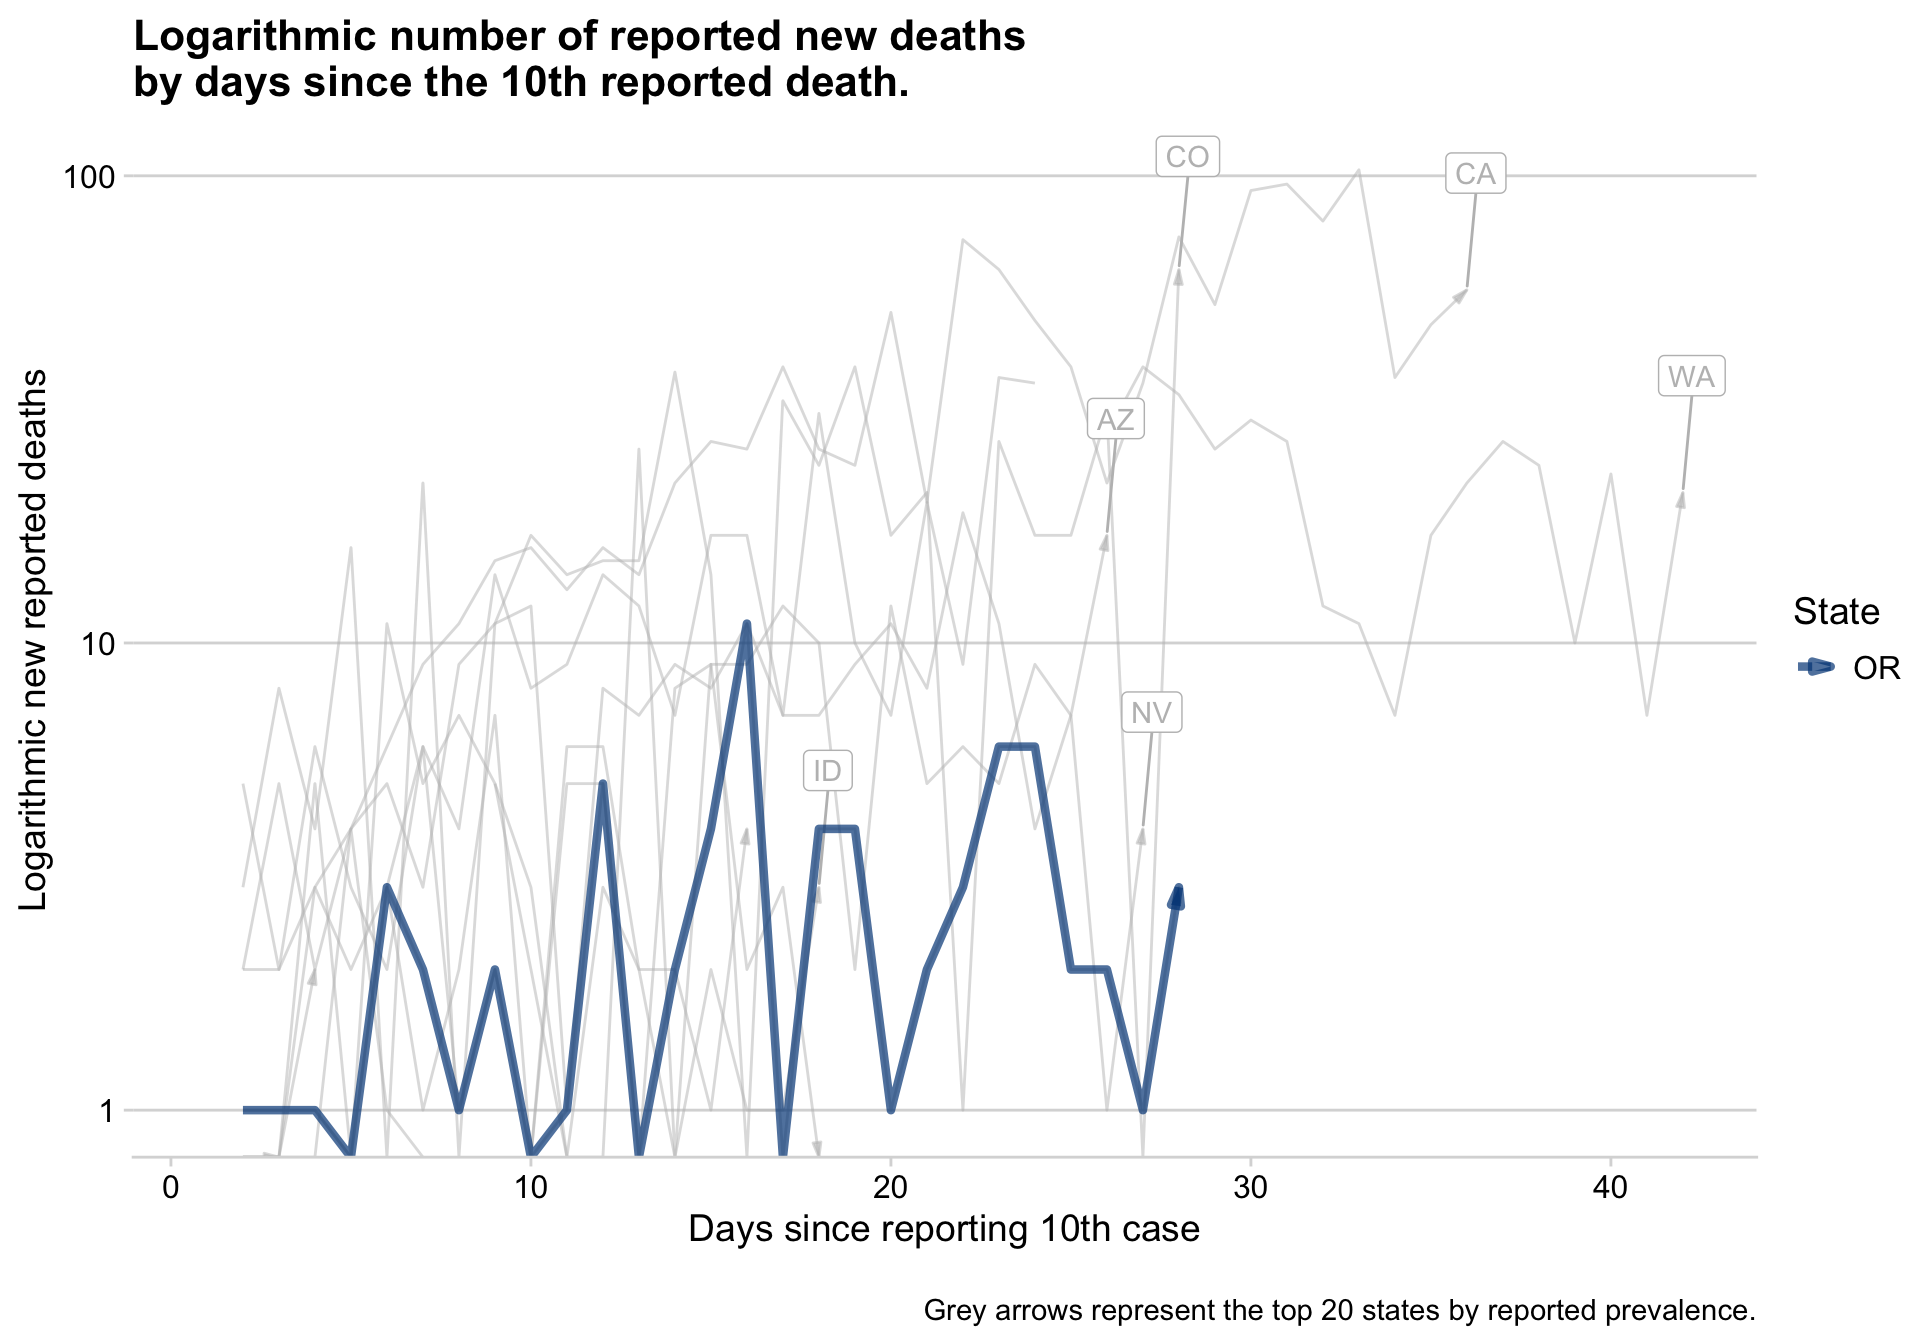 Logarithmic number of reported new deaths
by days since the 10th reported death.
Logarithmic new reported deaths
100
10
1
CO
CA
WA
AZ
NV
ID
State
OR
0
10
20
30
40
Days since reporting 10th case
Grey arrows represent the top 20 states by reported prevalence.